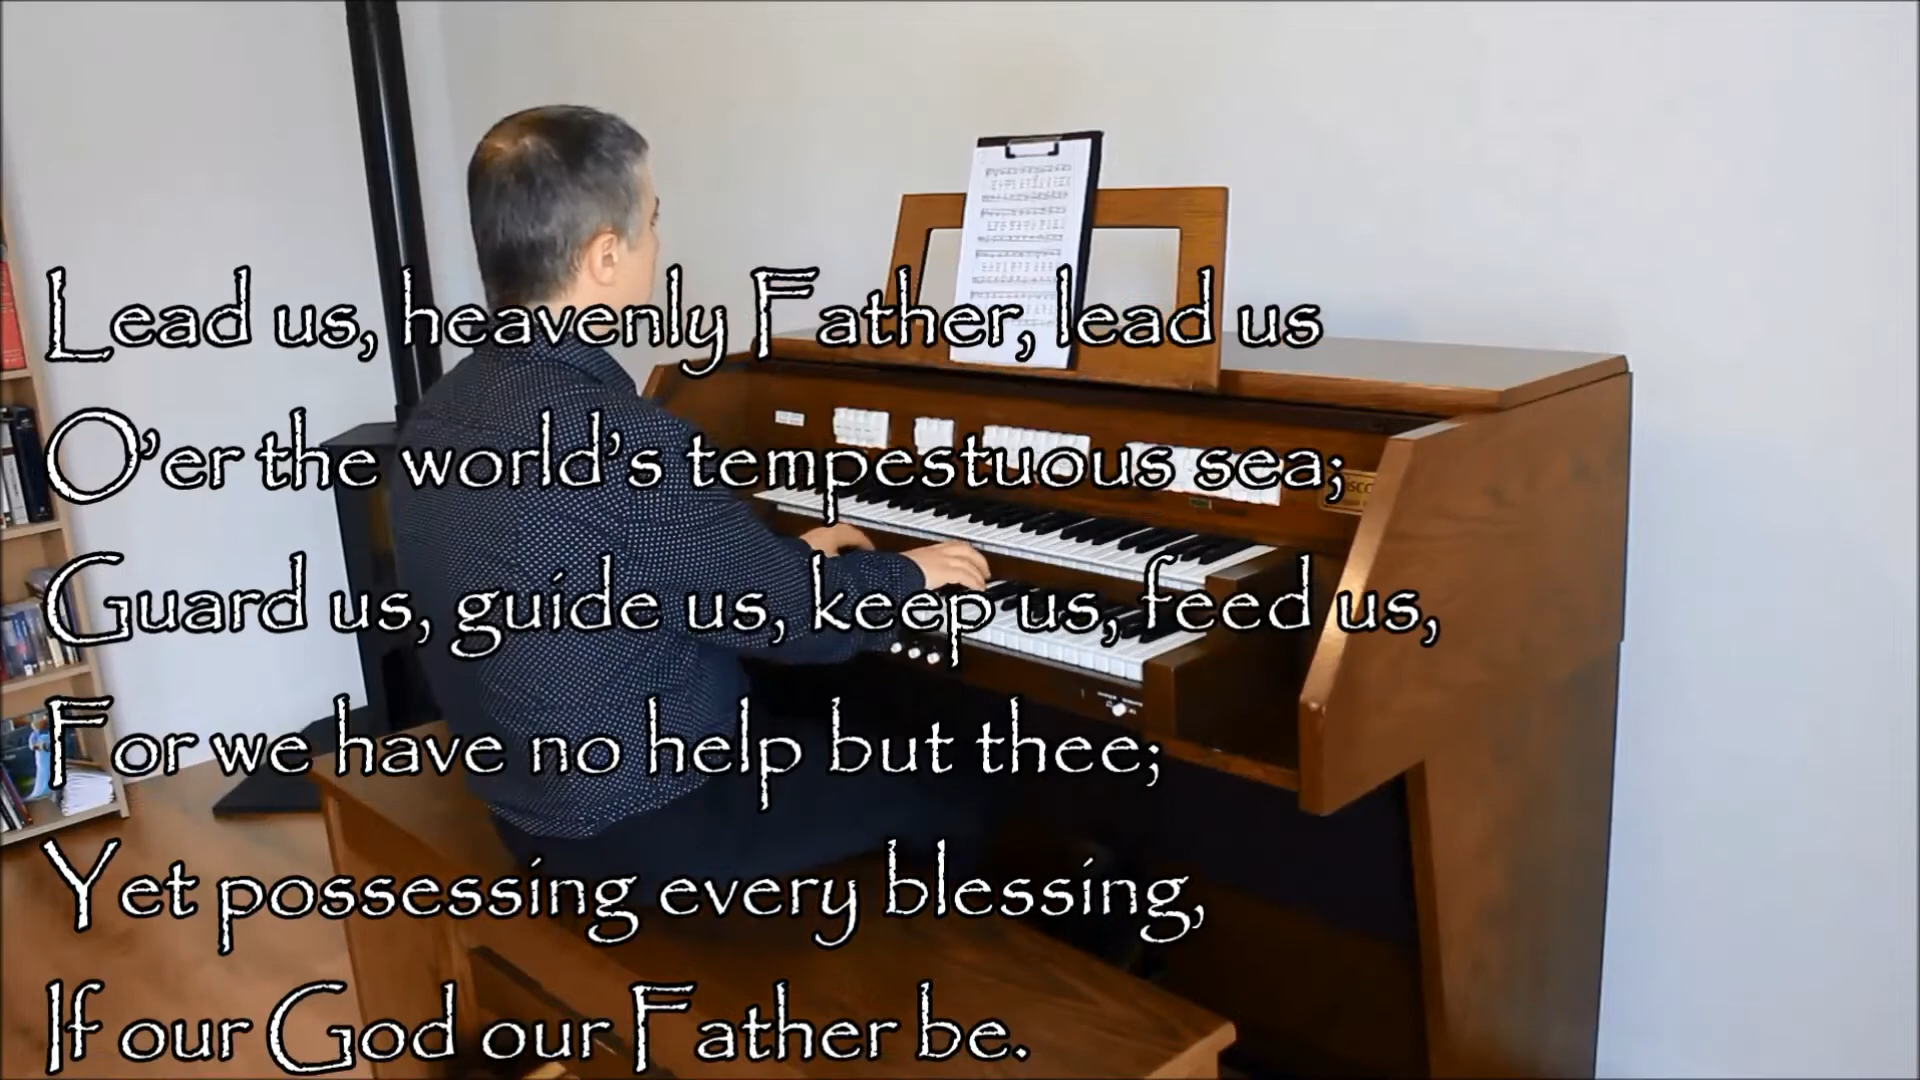 Lead us, heavenly Father, lead us
O'er the world's tempestuous sea;
Guard us, guide us, keep us, feed us,
For we have no help but thee;
Yet possessing every blessing,
If our God our Father be.